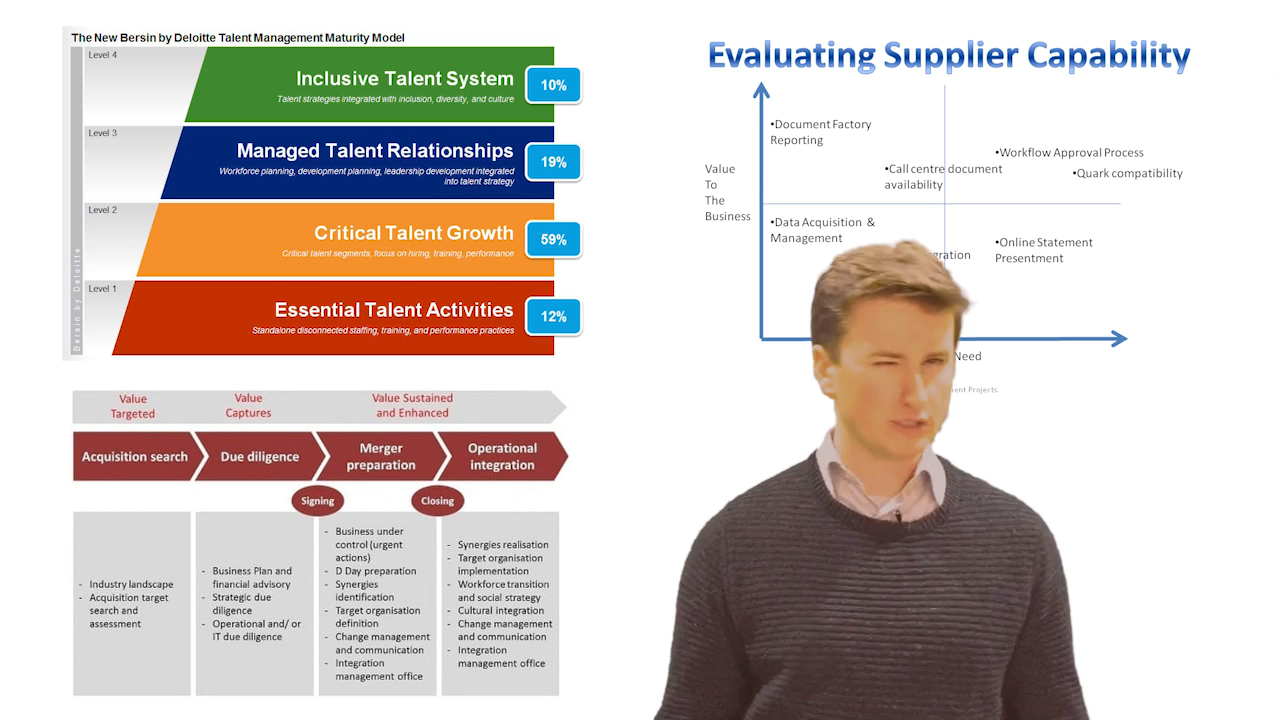 The New Bersin by Deloitte Talent Management Maturity Model
Level 4
Inclusive Talent System
Talent strategies integrated with inclusion, diversity, and culture
10%
Level 3
Managed Talent Relationships
Workforce planning, development planning, leadership development integrated
into talent strategy
19%
Level 2
Critical Talent Growth
Critical talent segments, focus on hiring, training, performance
59%
Level 1
Essential Talent Activities
Standalone disconnected staffing, training, and performance practices
12%
Bersin by Deloitte
Evaluating Supplier Capability
Value
To
The
Business
•Document Factory
Reporting
•Call centre document
availability
•Workflow Approval Process
•Quark compatibility
•Data Acquisition &
Management
•Online Statement
Presentment
Need
Projects.
Value
Targeted
Value
Captures
Value Sustained
and Enhanced
Acquisition search
Due diligence
Merger
preparation
Operational
integration
Signing
Closing
- Industry landscape
- Acquisition target
search and
assessment
- Business Plan and
financial advisory
- Strategic due
diligence
- Operational and/ or
IT due diligence
- Business under
control (urgent
actions)
- D Day preparation
- Synergies
identification
- Target organisation
definition
- Change management
and communication
- Integration
management office
- Synergies realisation
- Target organisation
implementation
- Workforce transition
and social strategy
- Cultural integration
- Change management
and communication
- Integration
management office